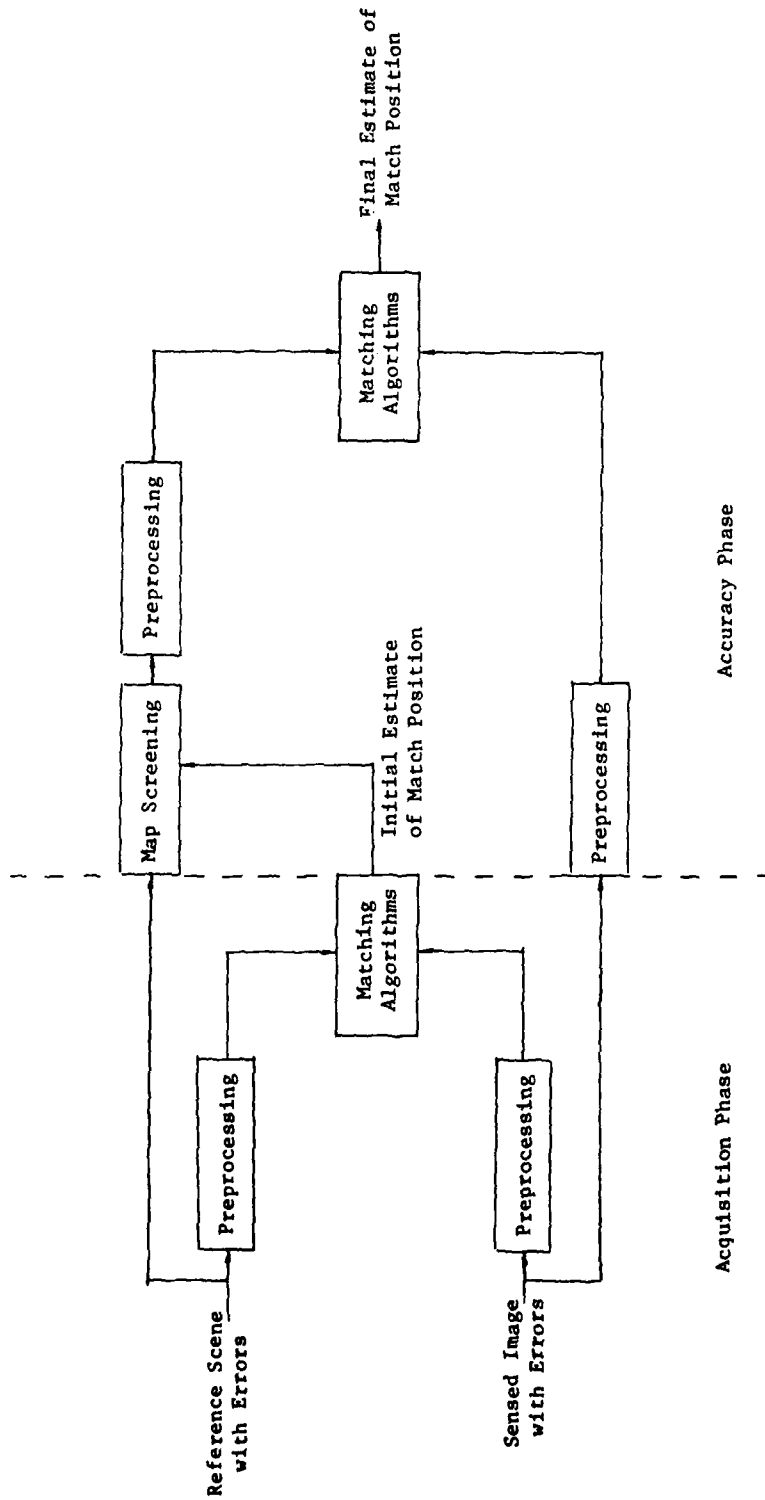 Reference Scene
with Errors
Preprocessing
Sensed Image
with Errors
Preprocessing
Matching
Algorithms
Acquisition Phase
Initial Estimate
of Match Position
Map Screening
Preprocessing
Preprocessing
Matching
Algorithms
Final Estimate of
Match Position
Accuracy Phase